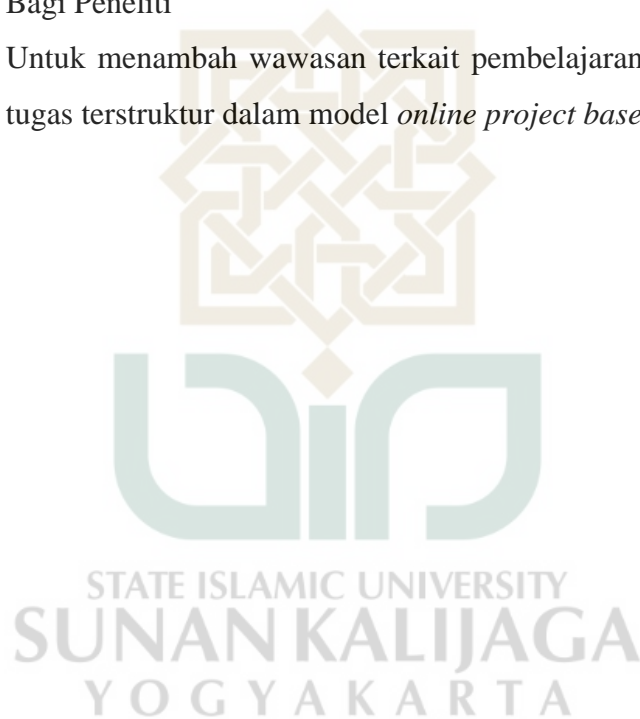 Bagi Peneliti
Untuk menambah wawasan terkait pembelajaran
tugas terstruktur dalam model online project base
STATE ISLAMIC UNIVERSITY
SUNAN KALIJAGA
YOGYAKARTA